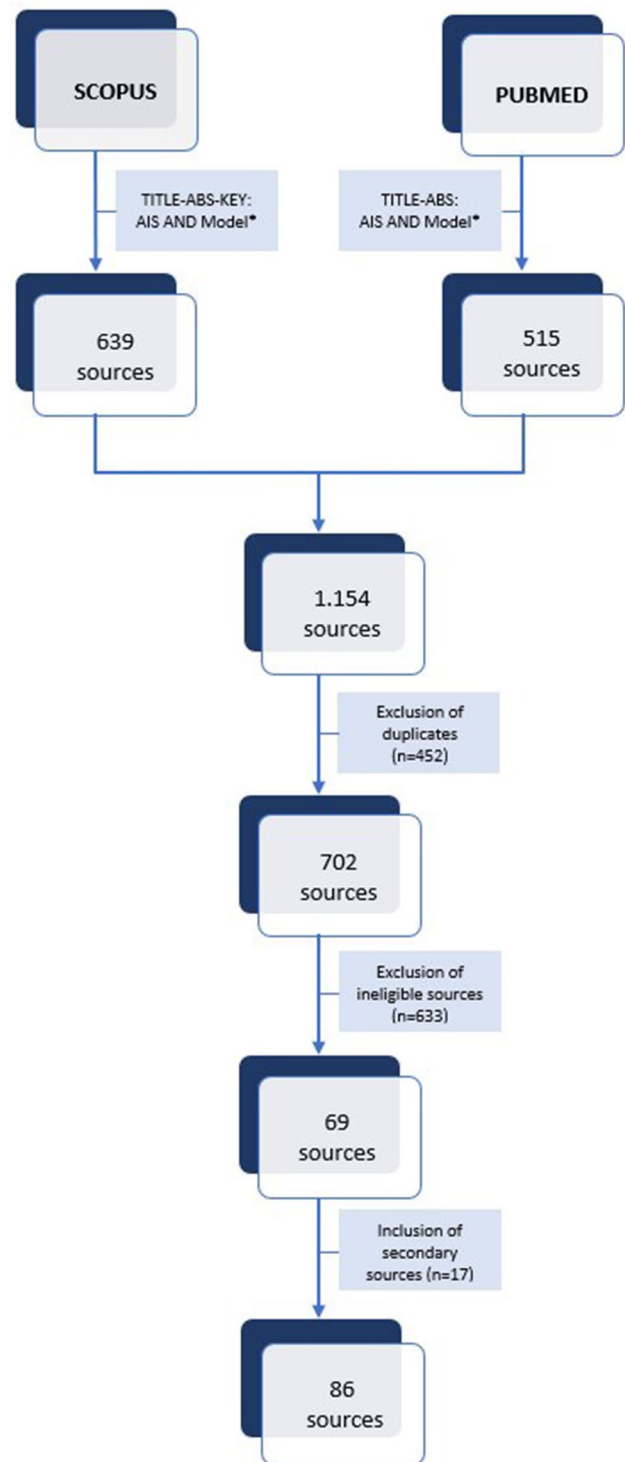 SCOPUS
PUBMED
TITLE-ABS-KEY:
AIS AND Model*
TITLE-ABS:
AIS AND Model*
639
sources
515
sources
1.154
sources
Exclusion of
duplicates
(n=452)
702
sources
Exclusion of
ineligible sources
(n=633)
69
sources
Inclusion of
secondary
sources (n=17)
86
sources